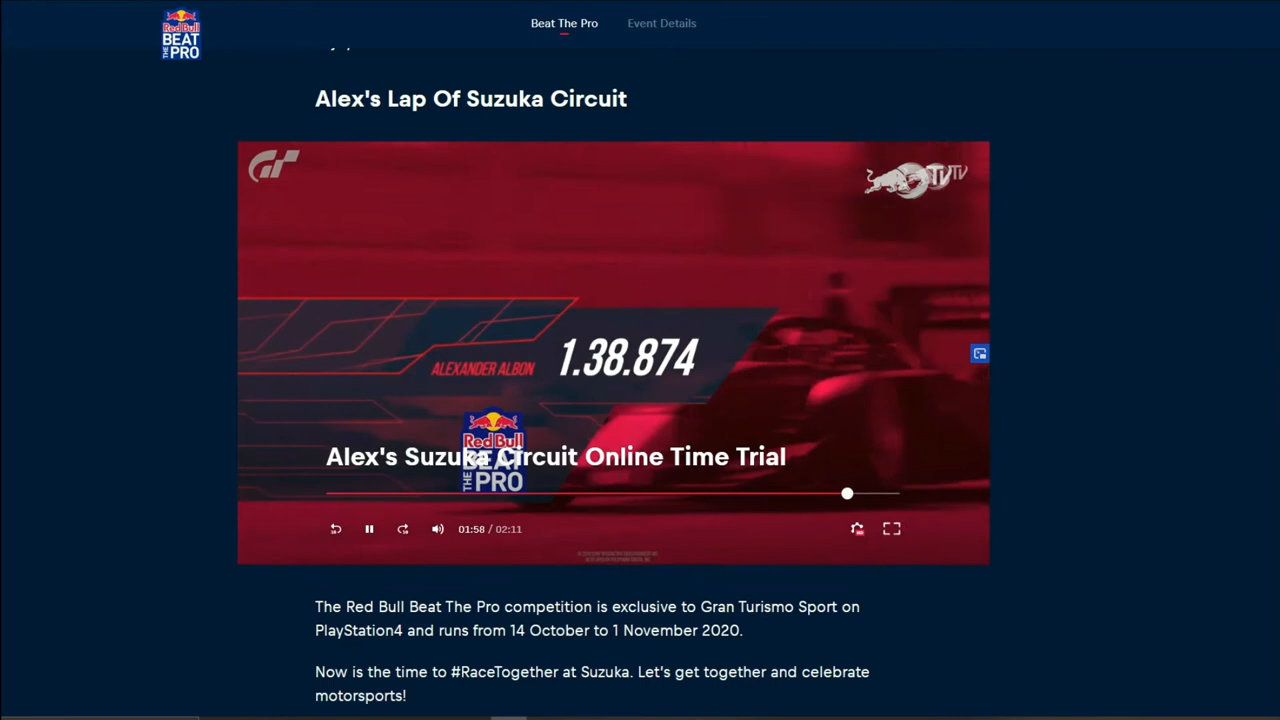 Red Bull
BEAT
THE PRO
Beat The Pro
Event Details
Alex's Lap Of Suzuka Circuit
GT
TV TV
ALEXANDER ALBON
1.38.874
Red Bull
BEAT
THE PRO
Alex's Suzuka Circuit Online Time Trial
01:58 / 02:11
HD
The Red Bull Beat The Pro competition is exclusive to Gran Turismo Sport on
PlayStation4 and runs from 14 October to 1 November 2020.
Now is the time to #RaceTogether at Suzuka. Let's get together and celebrate
motorsports!